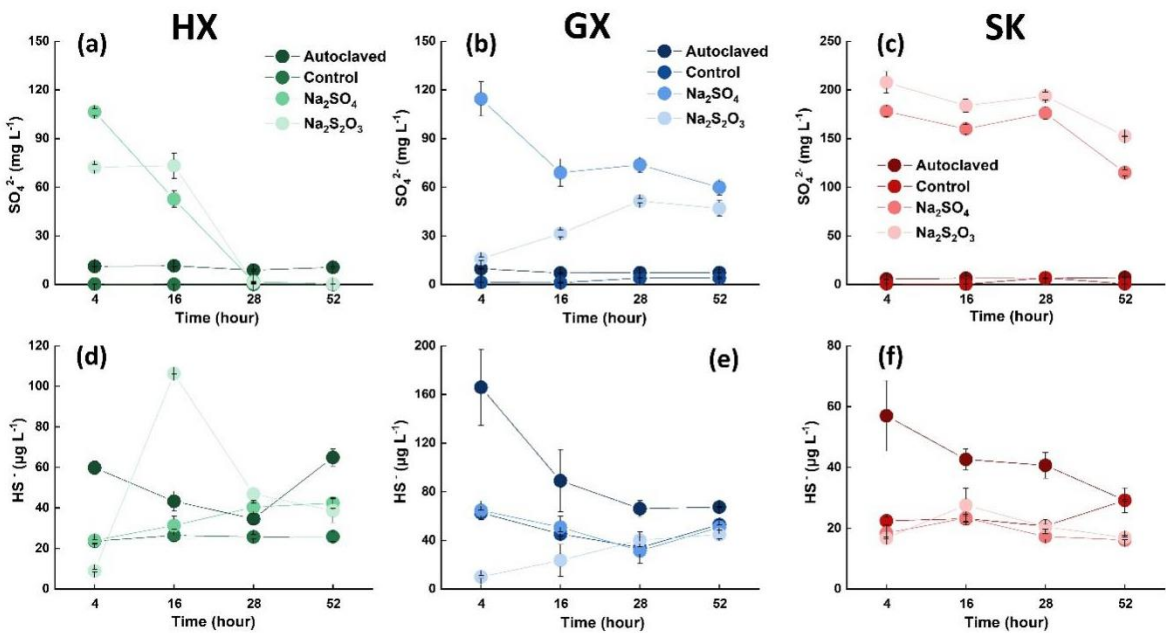 HX
GX
SK
(a)
Autoclaved
Control
Na₂SO₄
Na₂S₂O₃
150
120
90
60
30
0
SO₄²⁻ (mg L⁻¹)
4 16 28 52
Time (hour)
(b)
Autoclaved
Control
Na₂SO₄
Na₂S₂O₃
150
120
90
60
30
0
SO₄²⁻ (mg L⁻¹)
4 16 28 52
Time (hour)
(c)
Autoclaved
Control
Na₂SO₄
Na₂S₂O₃
250
200
150
100
50
0
SO₄²⁻ (mg L⁻¹)
4 16 28 52
Time (hour)
(d)
120
100
80
60
40
20
0
HS⁻ (µg L⁻¹)
4 16 28 52
Time (hour)
(e)
200
160
120
80
40
0
HS⁻ (µg L⁻¹)
4 16 28 52
Time (hour)
(f)
80
60
40
20
0
HS⁻ (µg L⁻¹)
4 16 28 52
Time (hour)